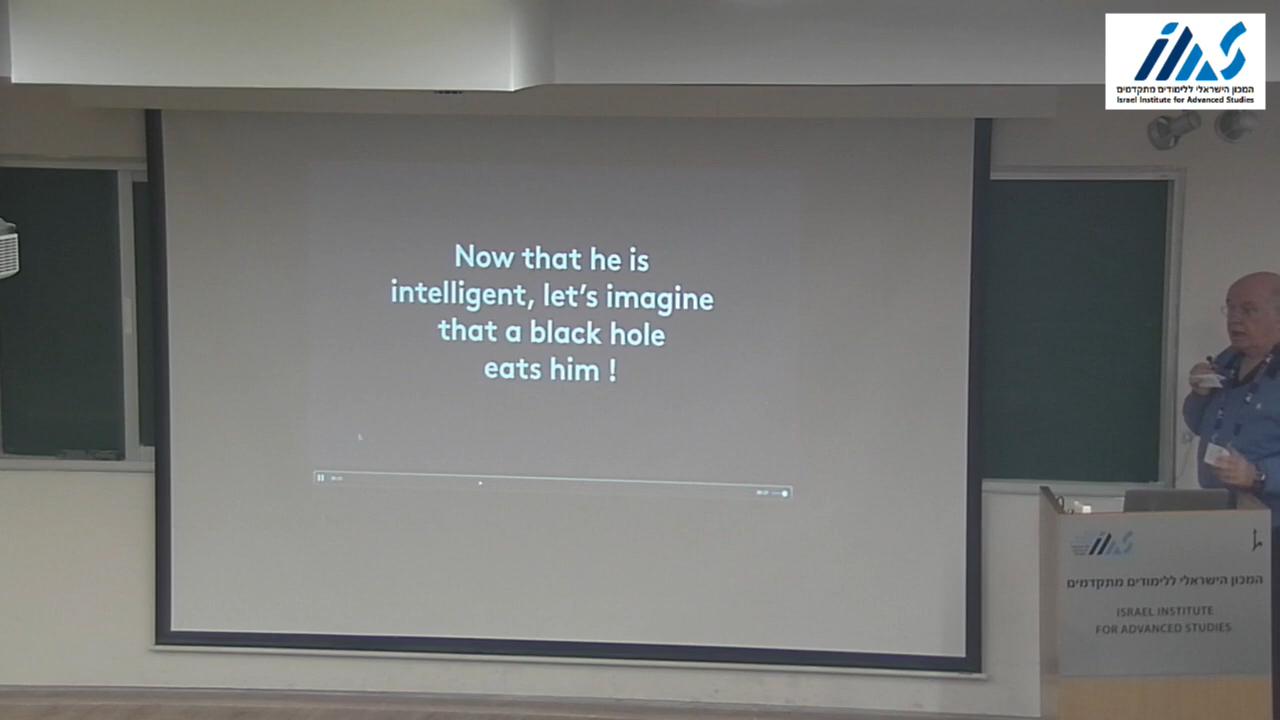 המכון הישראלי ללימודים מתקדמים
Israel Institute for Advanced Studies
Now that he is
intelligent, let's imagine
that a black hole
eats him !
המכון הישראלי ללימודים מתקדמים
ISRAEL INSTITUTE
FOR ADVANCED STUDIES